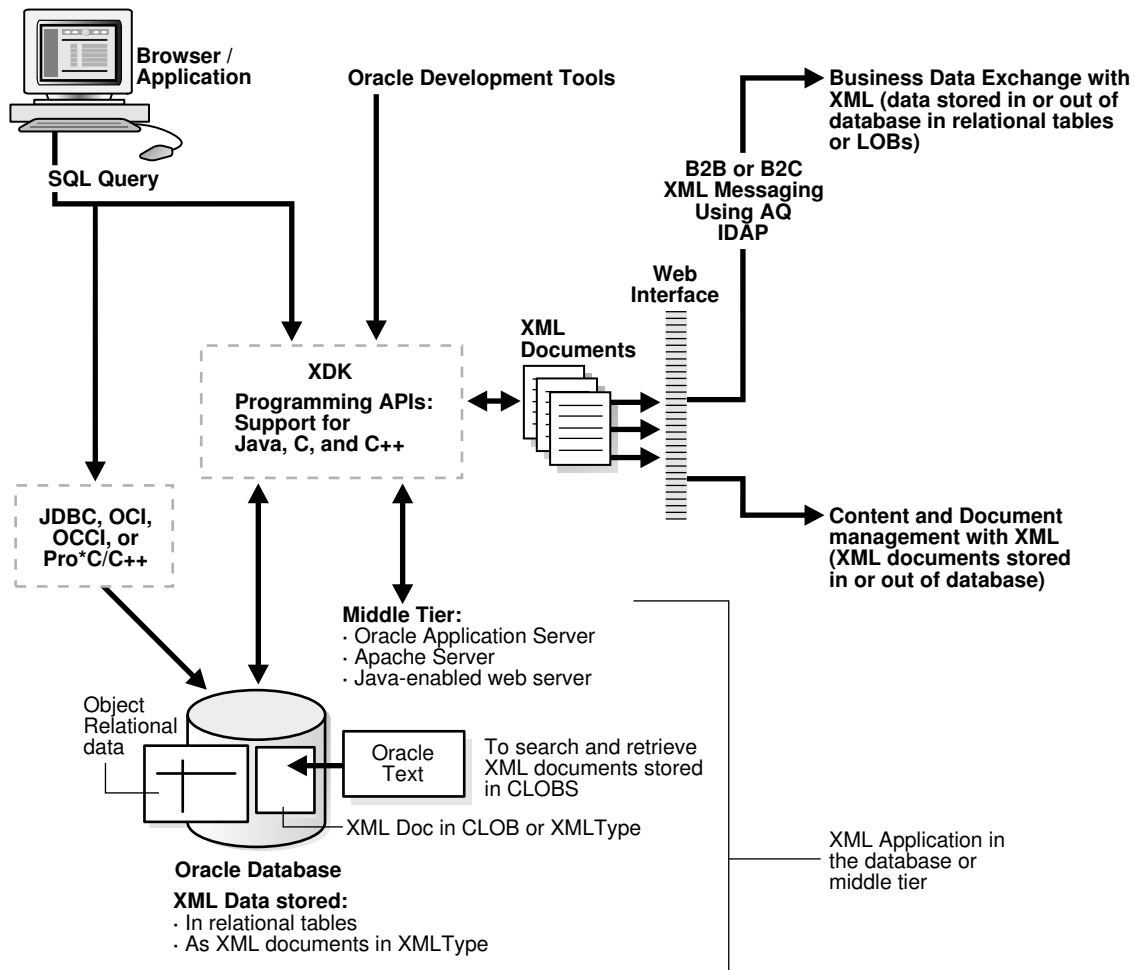 Browser /
Application
Oracle Development Tools
Business Data Exchange with
XML (data stored in or out of
database in relational tables
or LOBs)
SQL Query
B2B or B2C
XML Messaging
Using AQ
IDAP
Web
Interface
XML
Documents
XDK
Programming APIs:
Support for
Java, C, and C++
JDBC, OCI,
OCCI, or
Pro*C/C++
Content and Document
management with XML
(XML documents stored
in or out of database)
Middle Tier:
· Oracle Application Server
· Apache Server
· Java-enabled web server
Object
Relational
data
Oracle
Text
To search and retrieve
XML documents stored
in CLOBS
XML Doc in CLOB or XMLType
XML Application in
the database or
middle tier
Oracle Database
XML Data stored:
· In relational tables
· As XML documents in XMLType